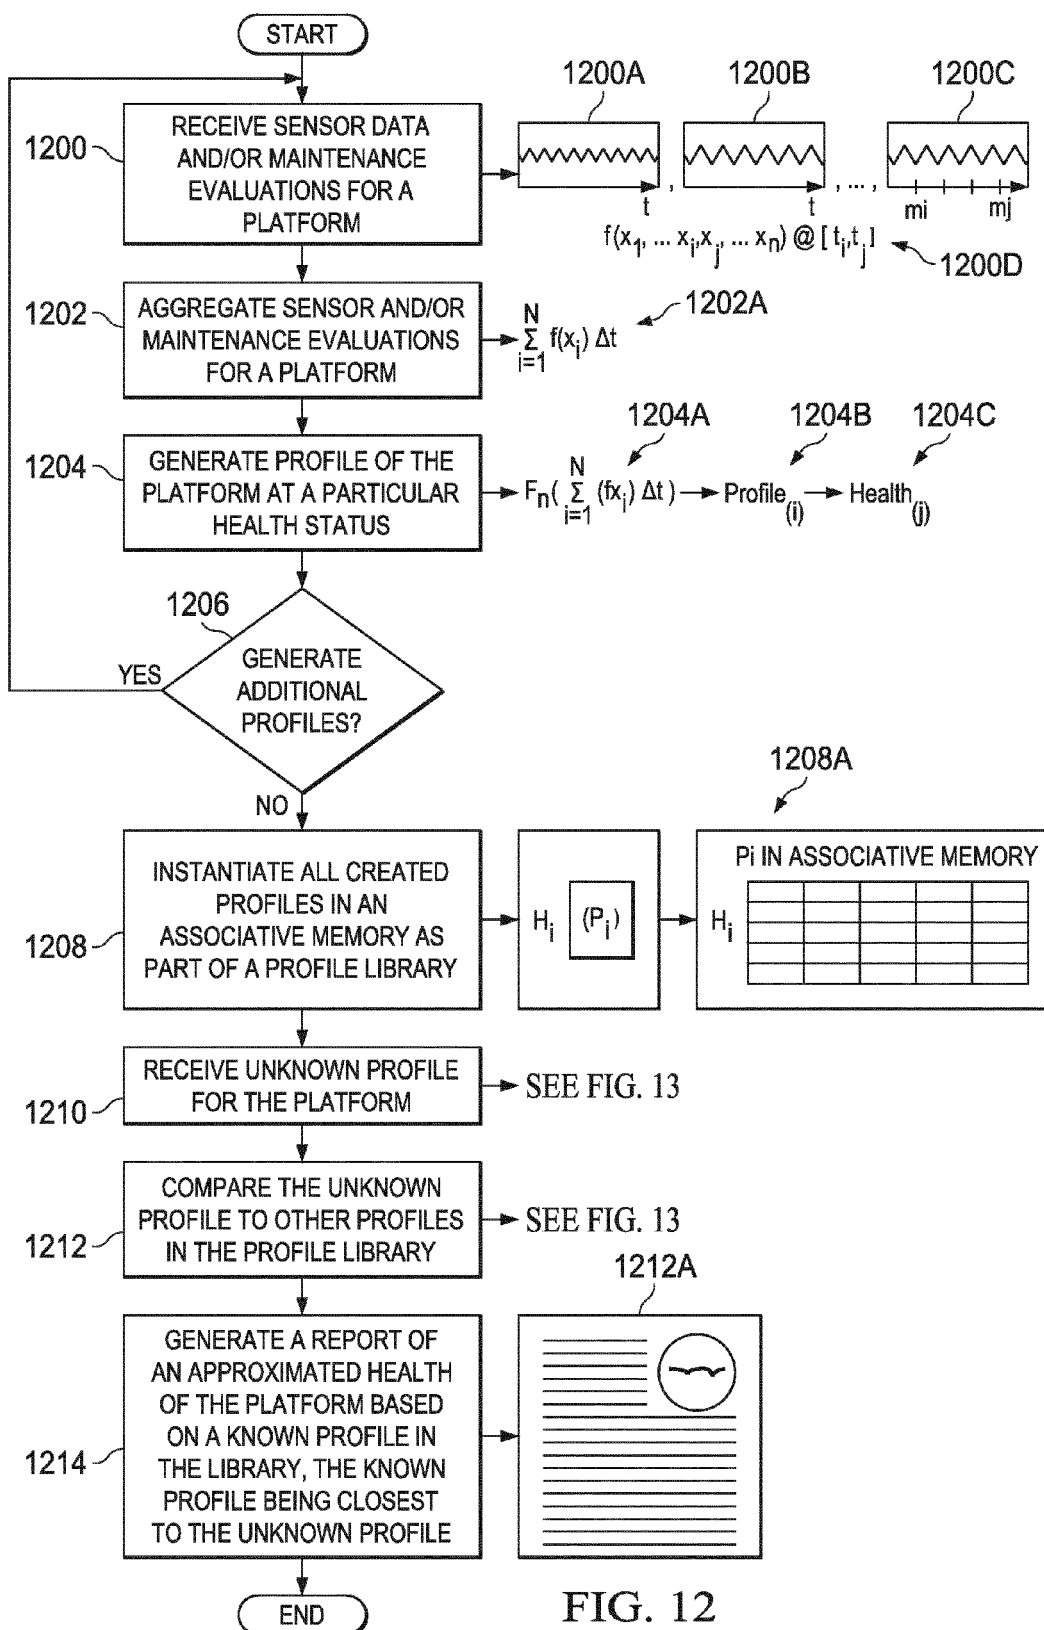 START
1200
RECEIVE SENSOR DATA
AND/OR MAINTENANCE
EVALUATIONS FOR A
PLATFORM
1200A
1200B
1200C
t , t , ... , mi mj
f(x1, ... xi,xj, ... xn) @ [ ti,tj ]
1200D
1202
AGGREGATE SENSOR AND/OR
MAINTENANCE EVALUATIONS
FOR A PLATFORM
N
Σ f(xi) Δt
i=1
1202A
1204
GENERATE PROFILE OF THE
PLATFORM AT A PARTICULAR
HEALTH STATUS
1204A
1204B
1204C
N
Fn( Σ (fxi) Δt ) Profile(i) Health(j)
i=1
1206
GENERATE
ADDITIONAL
PROFILES?
YES
NO
1208
INSTANTIATE ALL CREATED
PROFILES IN AN
ASSOCIATIVE MEMORY AS
PART OF A PROFILE LIBRARY
Hi (Pi)
1208A
Pi IN ASSOCIATIVE MEMORY
Hi
1210
RECEIVE UNKNOWN PROFILE
FOR THE PLATFORM
SEE FIG. 13
1212
COMPARE THE UNKNOWN
PROFILE TO OTHER PROFILES
IN THE PROFILE LIBRARY
SEE FIG. 13
1212A
1214
GENERATE A REPORT OF
AN APPROXIMATED HEALTH
OF THE PLATFORM BASED
ON A KNOWN PROFILE IN
THE LIBRARY, THE KNOWN
PROFILE BEING CLOSEST
TO THE UNKNOWN PROFILE
END
FIG. 12